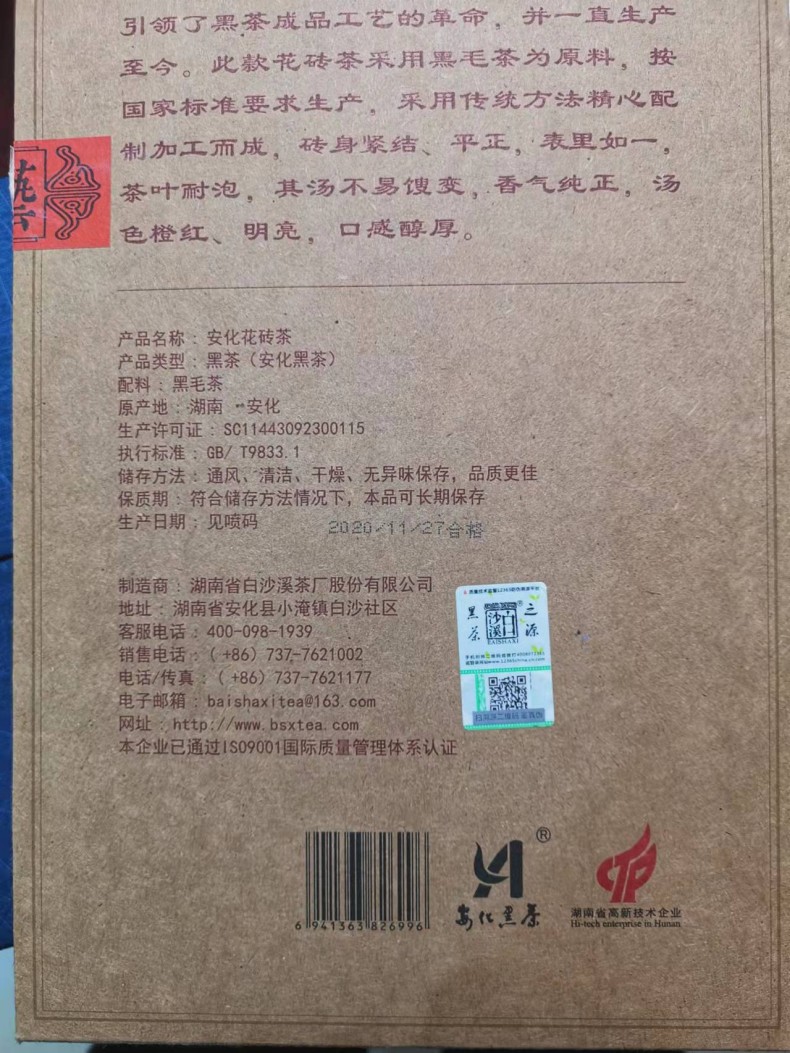 引领了黑茶成品工艺的革命，并一直生产
至今。此款花砖茶采用黑毛茶为原料，按
国家标准要求生产，采用传统方法精心配
制加工而成，砖身紧结、平正，表里如一，
茶叶耐泡，其汤不易馊变，香气纯正，汤
色橙红、明亮，口感醇厚。
产品名称：安化花砖茶
产品类型：黑茶（安化黑茶）
配料：黑毛茶
原产地：湖南·安化
生产许可证：SC11443092300115
执行标准：GB/ T9833.1
储存方法：通风、清洁、干燥、无异味保存，品质更佳
保质期：符合储存方法情况下，本品可长期保存
生产日期：见喷码 2020/11/27合格
制造商：湖南省白沙溪茶厂股份有限公司
地址：湖南省安化县小淹镇白沙社区
客服电话：400-098-1939
销售电话：(+86) 737-7621002
电话/传真：(+86) 737-7621177
电子邮箱：baishaxitea@163.com
网址：http://www.bsxtea.com
本企业已通过ISO9001国际质量管理体系认证
黑茶之源
白沙溪
BAISHAXI
6 941363 826996
安化黑茶
®
湖南省高新技术企业
Hi-tech enterprise in Hunan